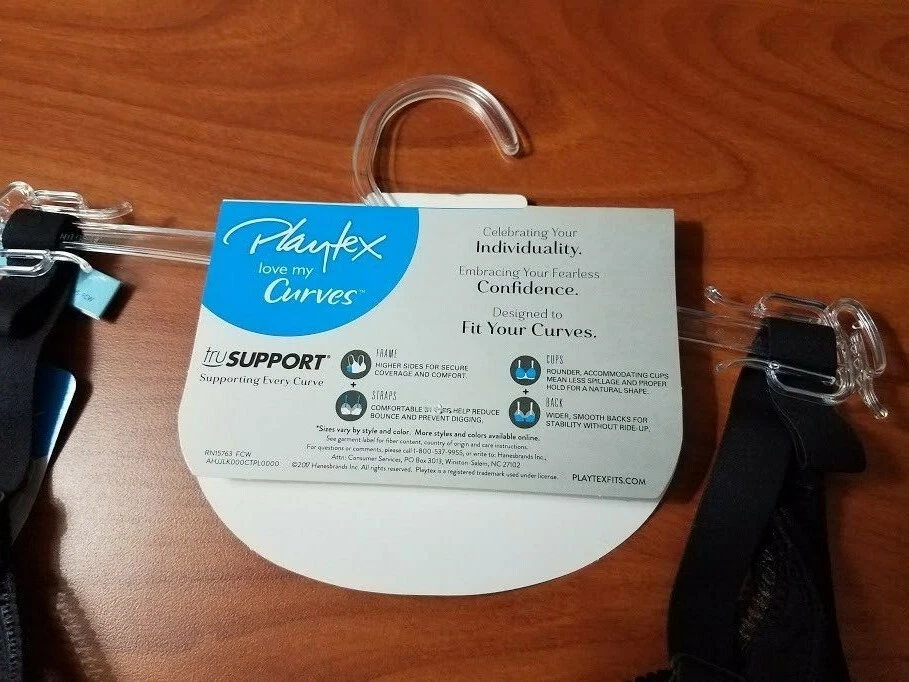 Playtex
love my
Curves™
Celebrating Your
Individuality.
Embracing Your Fearless
Confidence.
Designed to
Fit Your Curves.
truSUPPORT®
Supporting Every Curve
FRAME
HIGHER SIDES FOR SECURE
COVERAGE AND COMFORT.
+
STRAPS
COMFORTABLE HELP REDUCE
BOUNCE AND PREVENT DIGGING.
CUPS
ROUNDER, ACCOMMODATING CUPS
MEAN LESS SPILLAGE AND PROPER
HOLD FOR A NATURAL SHAPE.
+
BACK
WIDER, SMOOTH BACKS FOR
STABILITY WITHOUT RIDE-UP.
*Sizes vary by style and color. More styles and colors available online.
See garment label for fiber content, country of origin and care instructions.
For questions or comments, please call 1-800-537-9955, or write to: Hanesbrands Inc.,
Attn: Consumer Services, PO Box 3013, Winston-Salem, NC 27102
©2017 Hanesbrands Inc. All rights reserved. Playtex is a registered trademark used under license.
RN15763 FCW
PLAYTEXFITS.COM